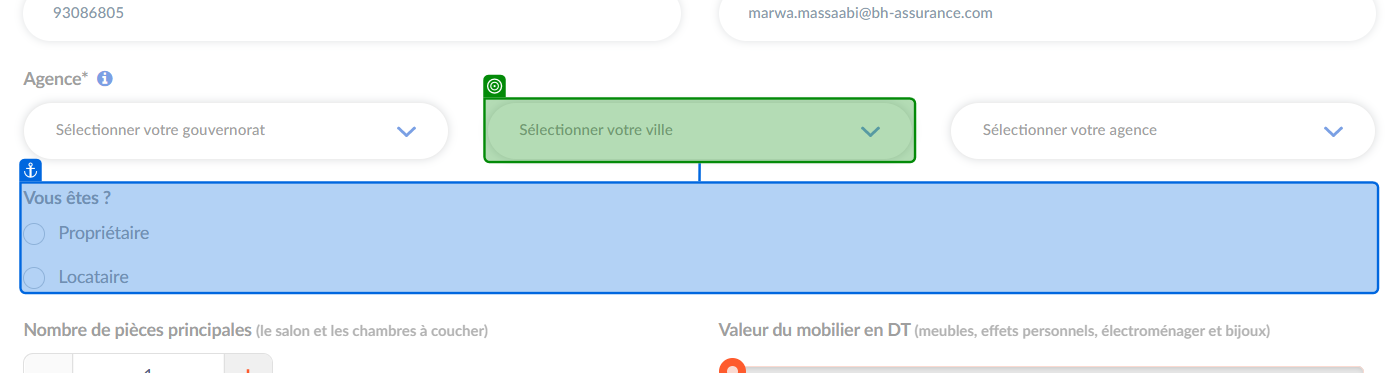 93086805
marwa.massaabi@bh-assurance.com
Agence*
Sélectionner votre gouvernorat
Sélectionner votre ville
Sélectionner votre agence
Vous êtes ?
Propriétaire
Locataire
Nombre de pièces principales (le salon et les chambres à coucher)
Valeur du mobilier en DT (meubles, effets personnels, électroménager et bijoux)